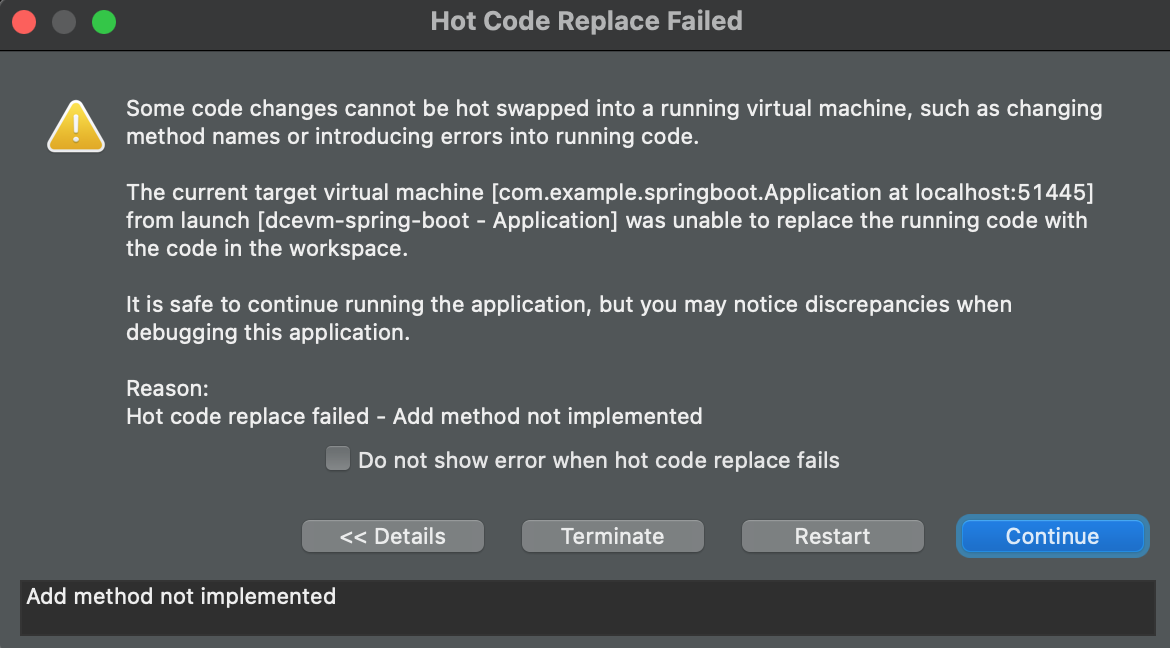 Hot Code Replace Failed
Some code changes cannot be hot swapped into a running virtual machine, such as changing
method names or introducing errors into running code.
The current target virtual machine [com.example.springboot.Application at localhost:51445]
from launch [dcevm-spring-boot - Application] was unable to replace the running code with
the code in the workspace.
It is safe to continue running the application, but you may notice discrepancies when
debugging this application.
Reason:
Hot code replace failed - Add method not implemented
Do not show error when hot code replace fails
<< Details
Terminate
Restart
Continue
Add method not implemented